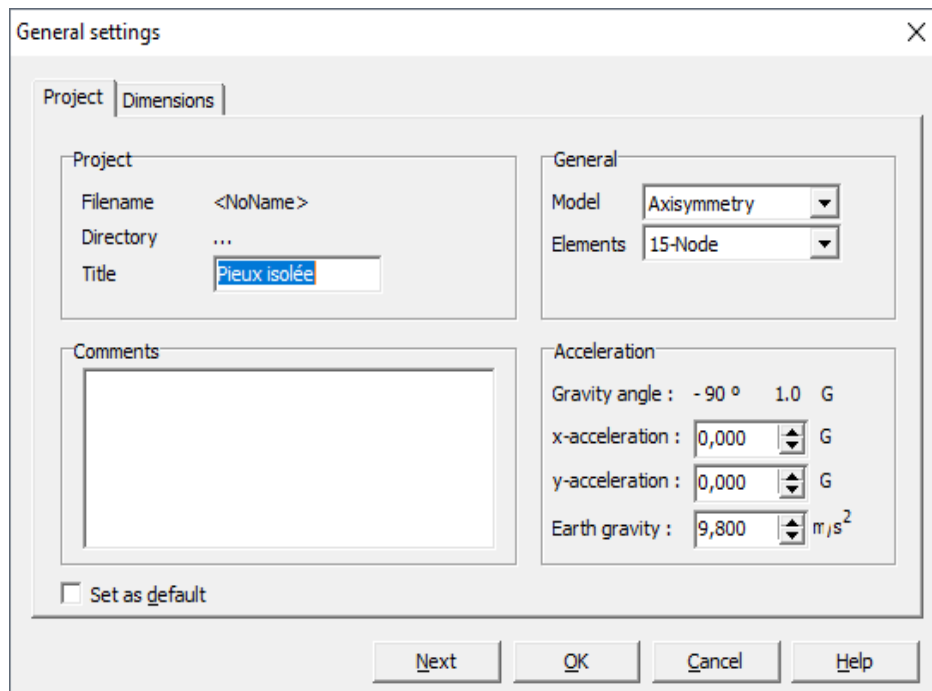 General settings
Project
Dimensions
Project
Filename <NoName>
Directory ...
Title Pieux isolée
General
Model Axisymmetry
Elements 15-Node
Comments
Acceleration
Gravity angle : - 90 º 1.0 G
x-acceleration : 0,000 G
y-acceleration : 0,000 G
Earth gravity : 9,800 m/s²
Set as default
Next
OK
Cancel
Help